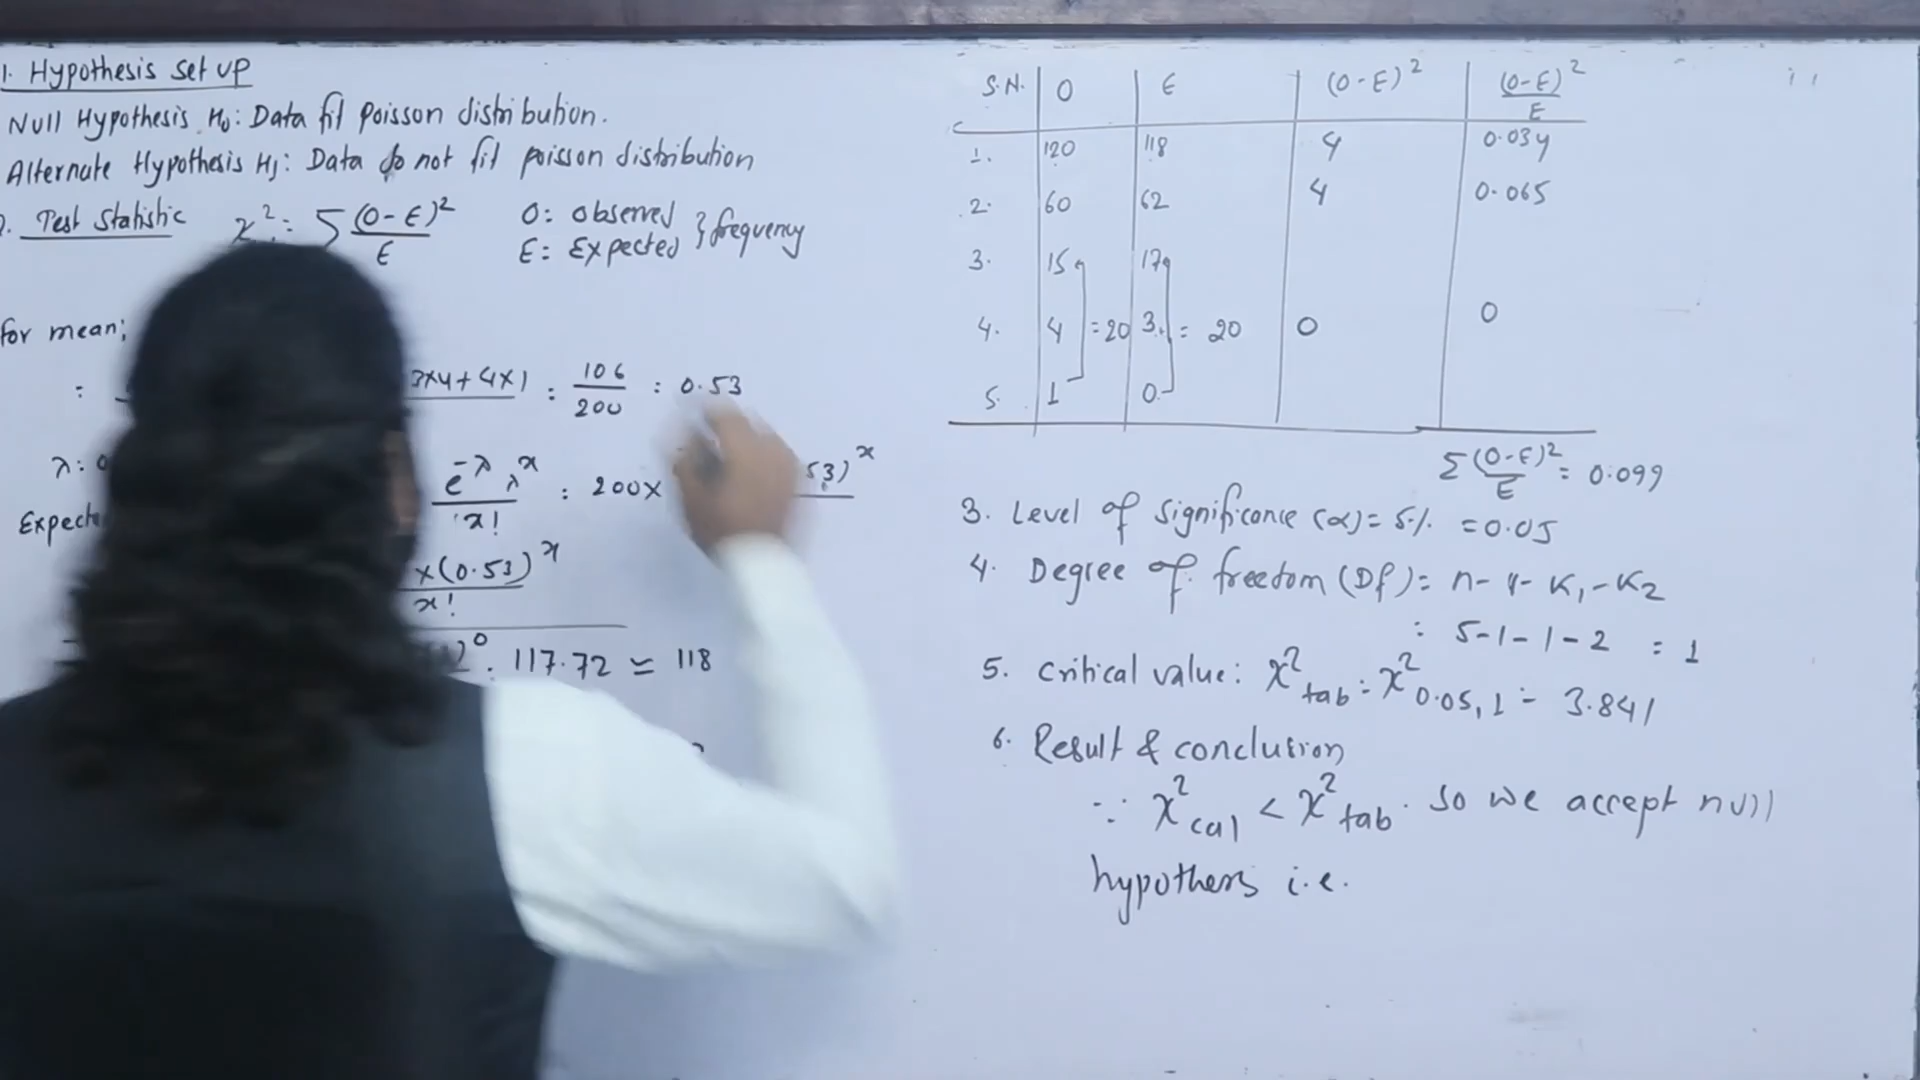 1. Hypothesis set up
Null Hypothesis H0: Data fit poisson distribution.
Alternate Hypothesis H1: Data do not fit poisson distribution
2. Test Statistic χ² = Σ (O-E)²/E O: observed E: Expected } frequency
for mean;
= 3x4+4x1 = 106/200 = 0.53
λ: 0
Expecte e^-λ λ^x / x! = 200x 53)^x
x(0.53)^x / x!
)⁰ = 117.72 ≃ 118
S.N. O E (O-E)² (O-E)²/E
1. 120 118 4 0.034
2. 60 62 4 0.065
3. 15 17
4. 4 =20 3 = 20 0 0
5. 1 0
Σ (O-E)²/E = 0.099
3. Level of significance (α)= 5% =0.05
4. Degree of freedom (Df)= n-1-K1-K2
= 5-1-1-2 = 1
5. Critical value: χ²tab = χ²0.05,1 = 3.841
6. Result & conclusion
∵ χ²cal < χ²tab. So we accept null
hypothesis i.e.